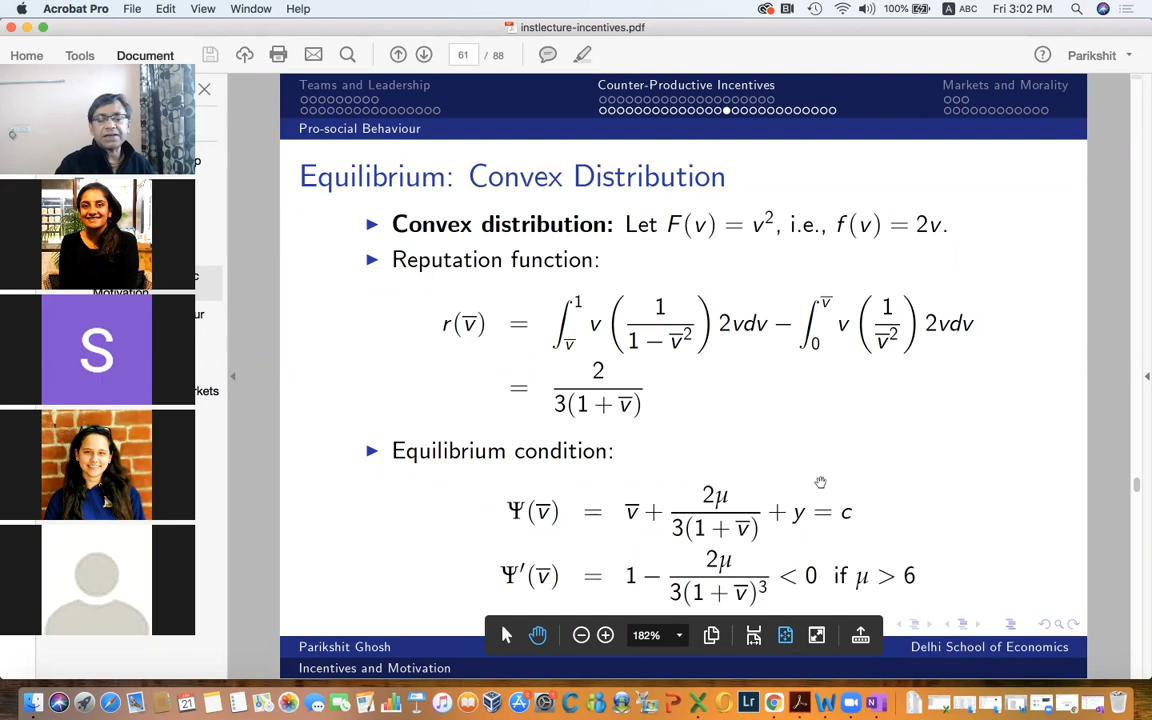 Acrobat Pro File Edit View Window Help
100% ABC Fri 3:02 PM
instlecture-incentives.pdf
Home Tools Document
61 / 88
Parikshit
Teams and Leadership Counter-Productive Incentives Markets and Morality
Pro-social Behaviour
Equilibrium: Convex Distribution
▶ Convex distribution: Let F(v) = v², i.e., f(v) = 2v.
▶ Reputation function:
r(v̅) = ∫_v̅^1 v (1/(1 − v̅²)) 2vdv − ∫_0^v̅ v (1/v̅²) 2vdv
= 2/(3(1 + v̅))
▶ Equilibrium condition:
Ψ(v̅) = v̅ + 2μ/(3(1 + v̅)) + y = c
Ψ′(v̅) = 1 − 2μ/(3(1 + v̅)³) < 0 if μ > 6
182%
Parikshit Ghosh Delhi School of Economics
Incentives and Motivation
S
Motivation
rkets